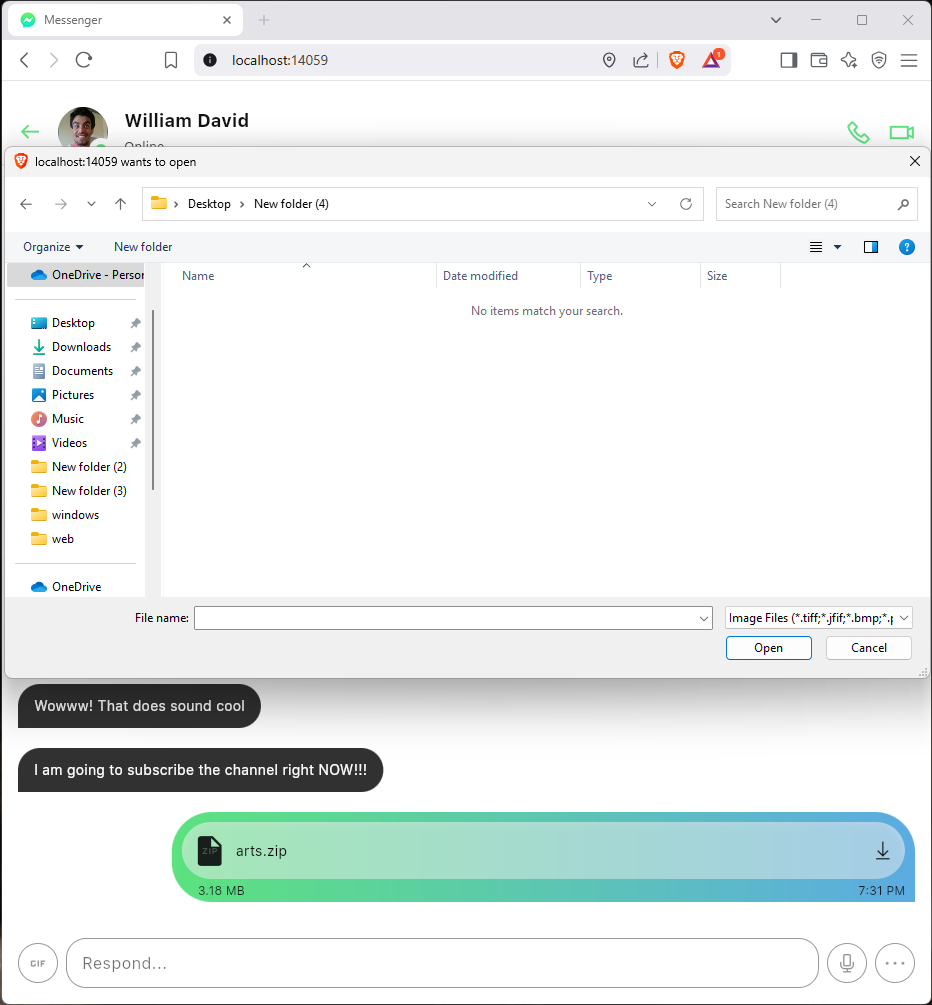 Messenger
localhost:14059
1
William David
Online
localhost:14059 wants to open
Desktop > New folder (4)
Search New folder (4)
Organize
New folder
?
OneDrive - Person
Name
Date modified
Type
Size
No items match your search.
Desktop
Downloads
Documents
Pictures
Music
Videos
New folder (2)
New folder (3)
windows
web
OneDrive
File name:
Image Files (*.tiff;*.jfif;*.bmp;*.p
Open
Cancel
Wowww! That does sound cool
I am going to subscribe the channel right NOW!!!
ZIP
arts.zip
3.18 MB
7:31 PM
GIF
Respond...